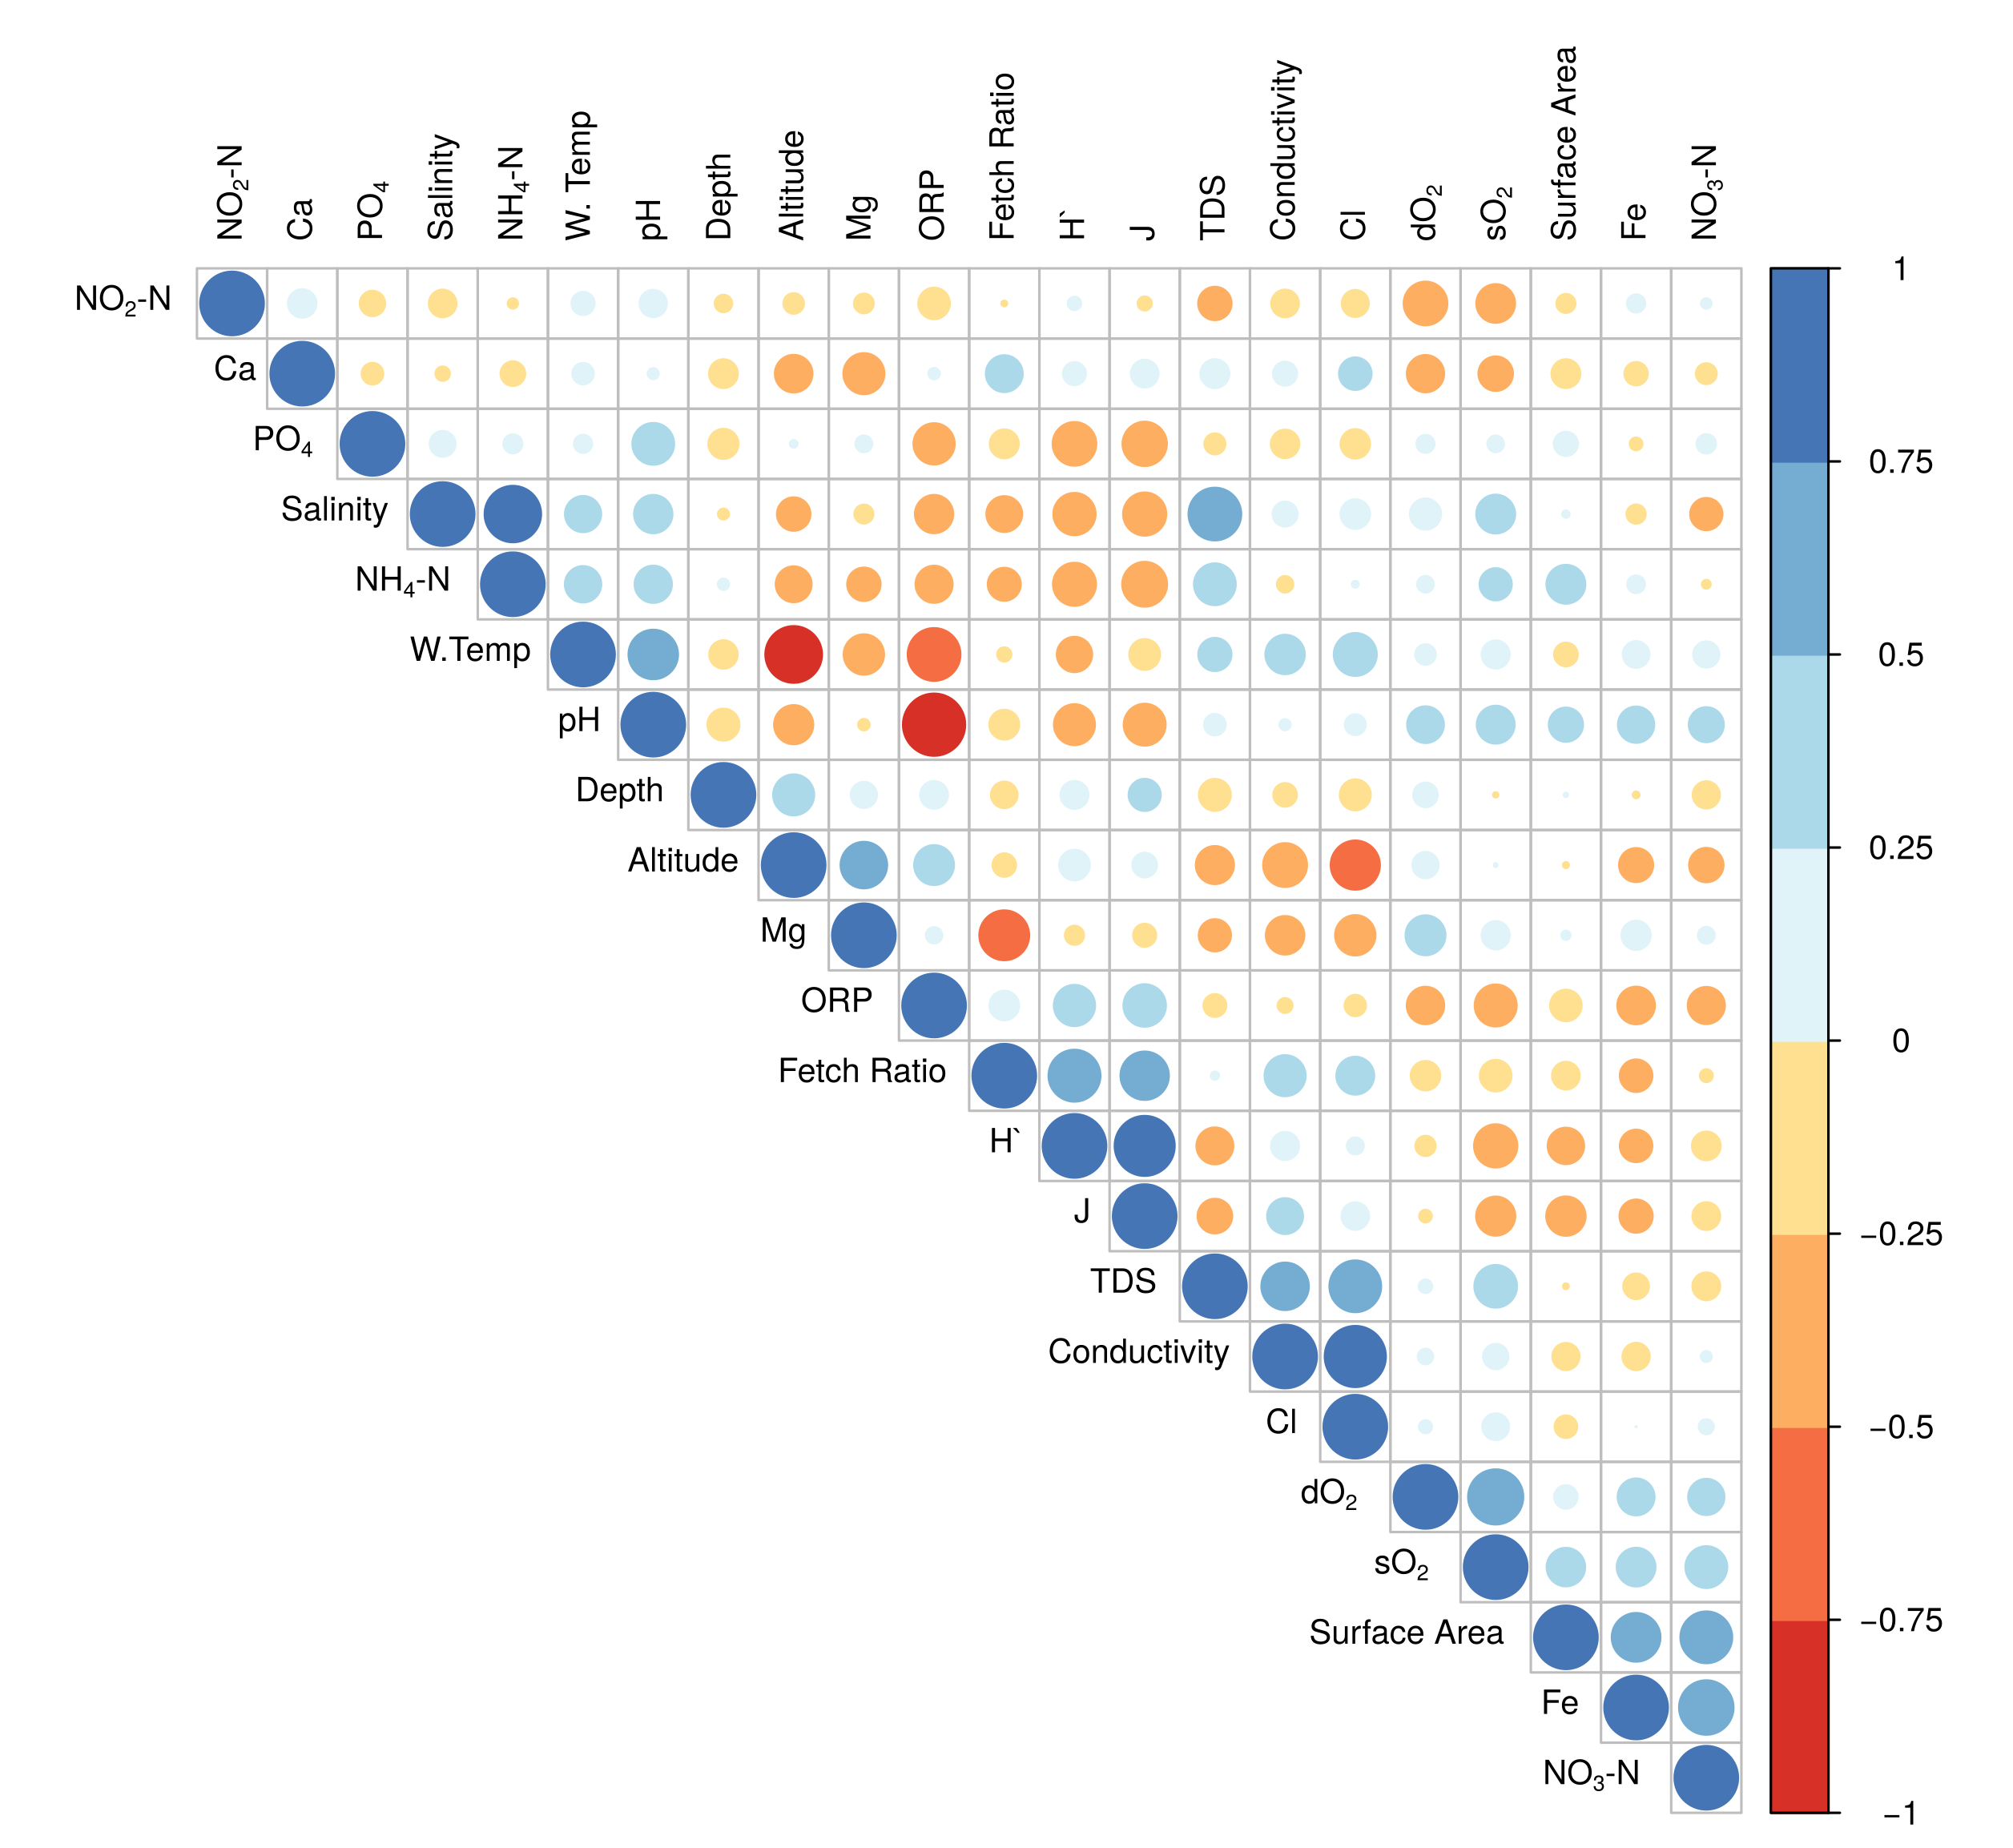 NO₂-N Ca PO₄ Salinity NH₄-N W. Temp pH Depth Altitude Mg ORP Fetch Ratio H` J TDS Conductivity Cl dO₂ sO₂ Surface Area Fe NO₃-N
NO₂-N
Ca
PO₄
Salinity
NH₄-N
W.Temp
pH
Depth
Altitude
Mg
ORP
Fetch Ratio
H`
J
TDS
Conductivity
Cl
dO₂
sO₂
Surface Area
Fe
NO₃-N
1
0.75
0.5
0.25
0
−0.25
−0.5
−0.75
−1